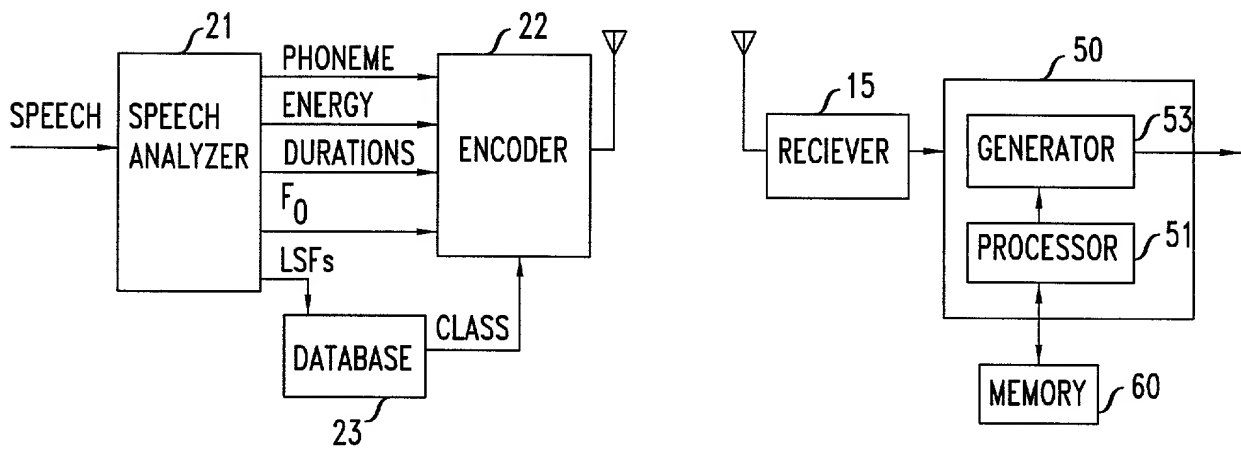 21
SPEECH
SPEECH
ANALYZER
PHONEME
ENERGY
DURATIONS
F0
LSFs
22
ENCODER
DATABASE
CLASS
23
15
RECIEVER
50
53
GENERATOR
PROCESSOR
51
MEMORY
60